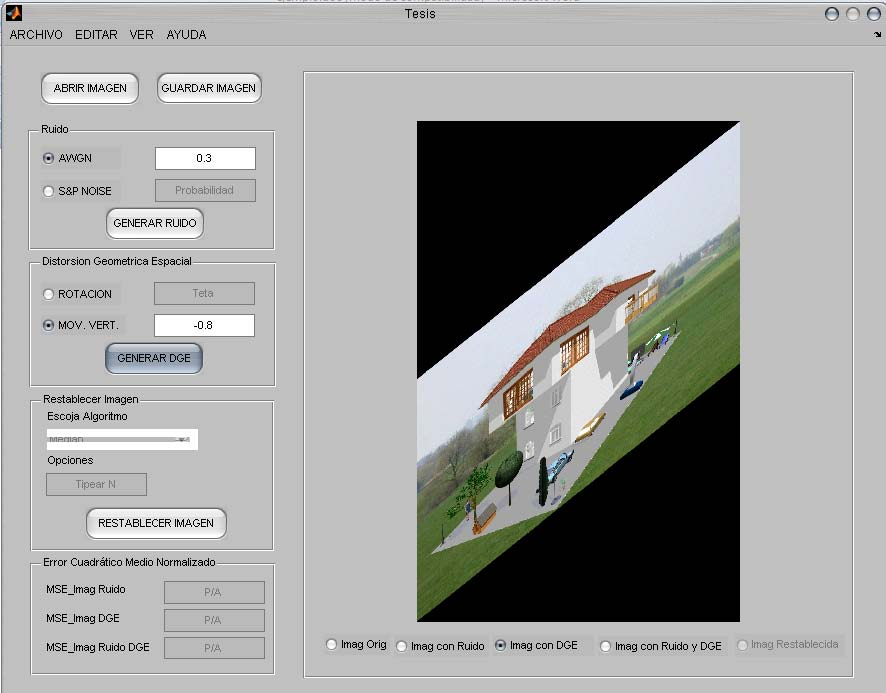 Tesis
ARCHIVO EDITAR VER AYUDA
ABRIR IMAGEN GUARDAR IMAGEN
Ruido
AWGN 0.3
S&P NOISE Probabilidad
GENERAR RUIDO
Distorsion Geometrica Espacial
ROTACION Teta
MOV. VERT. -0.8
GENERAR DGE
Restablecer Imagen
Escoja Algoritmo
Median
Opciones
Tipear N
RESTABLECER IMAGEN
Error Cuadrático Medio Normalizado
MSE_Imag Ruido P/A
MSE_Imag DGE P/A
MSE_Imag Ruido DGE P/A
Imag Orig Imag con Ruido Imag con DGE Imag con Ruido y DGE Imag Restablecida